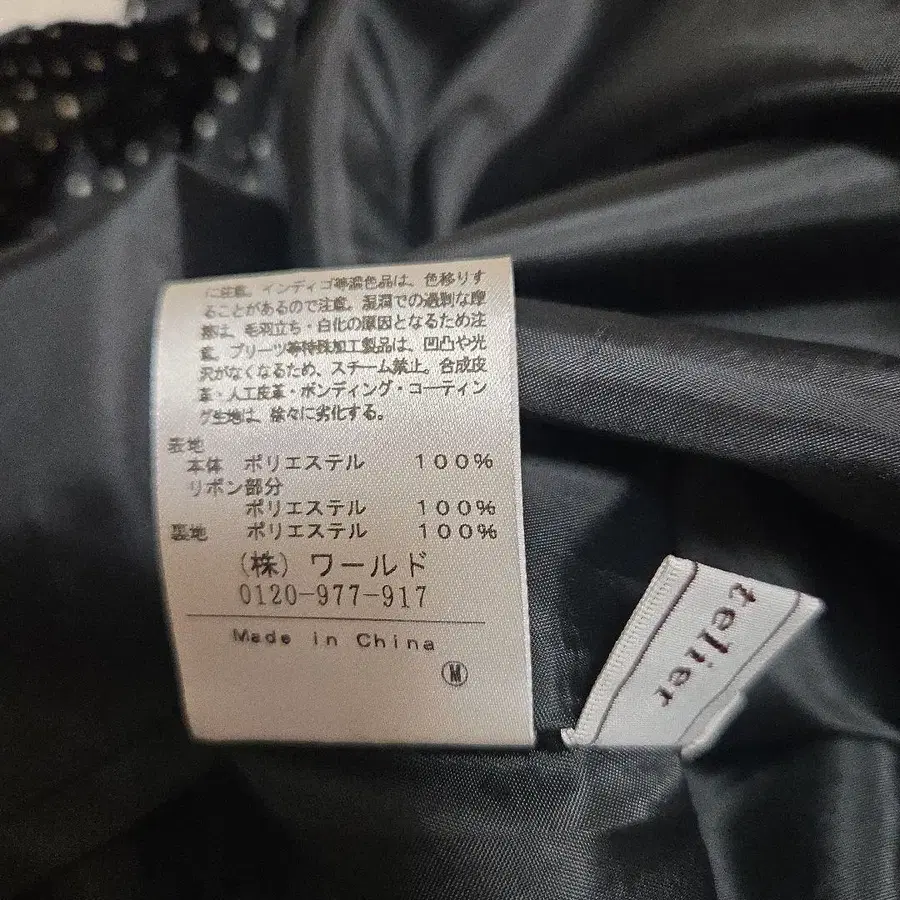 に注意。インディゴ等濃色品は、色移りす
ることがあるので注意。湿潤での過剰な摩
擦は、毛羽立ち・白化の原因となるため注
意。プリーツ等特殊加工製品は、凹凸や光
沢がなくなるため、スチーム禁止。合成皮
革・人工皮革・ボンディング・コーティン
グ生地は、徐々に劣化する。
表地
本体 ポリエステル 100%
リボン部分
ポリエステル 100%
裏地 ポリエステル 100%
(株) ワールド
0120-977-917
Made in China
Ⓜ
telier